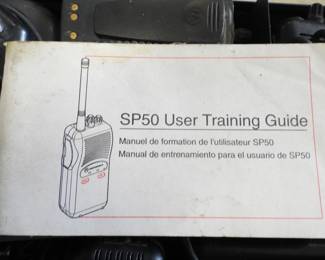 SP50 User Training Guide
Manuel de formation de l'utilisateur SP50
Manual de entrenamiento para el usuario de SP50